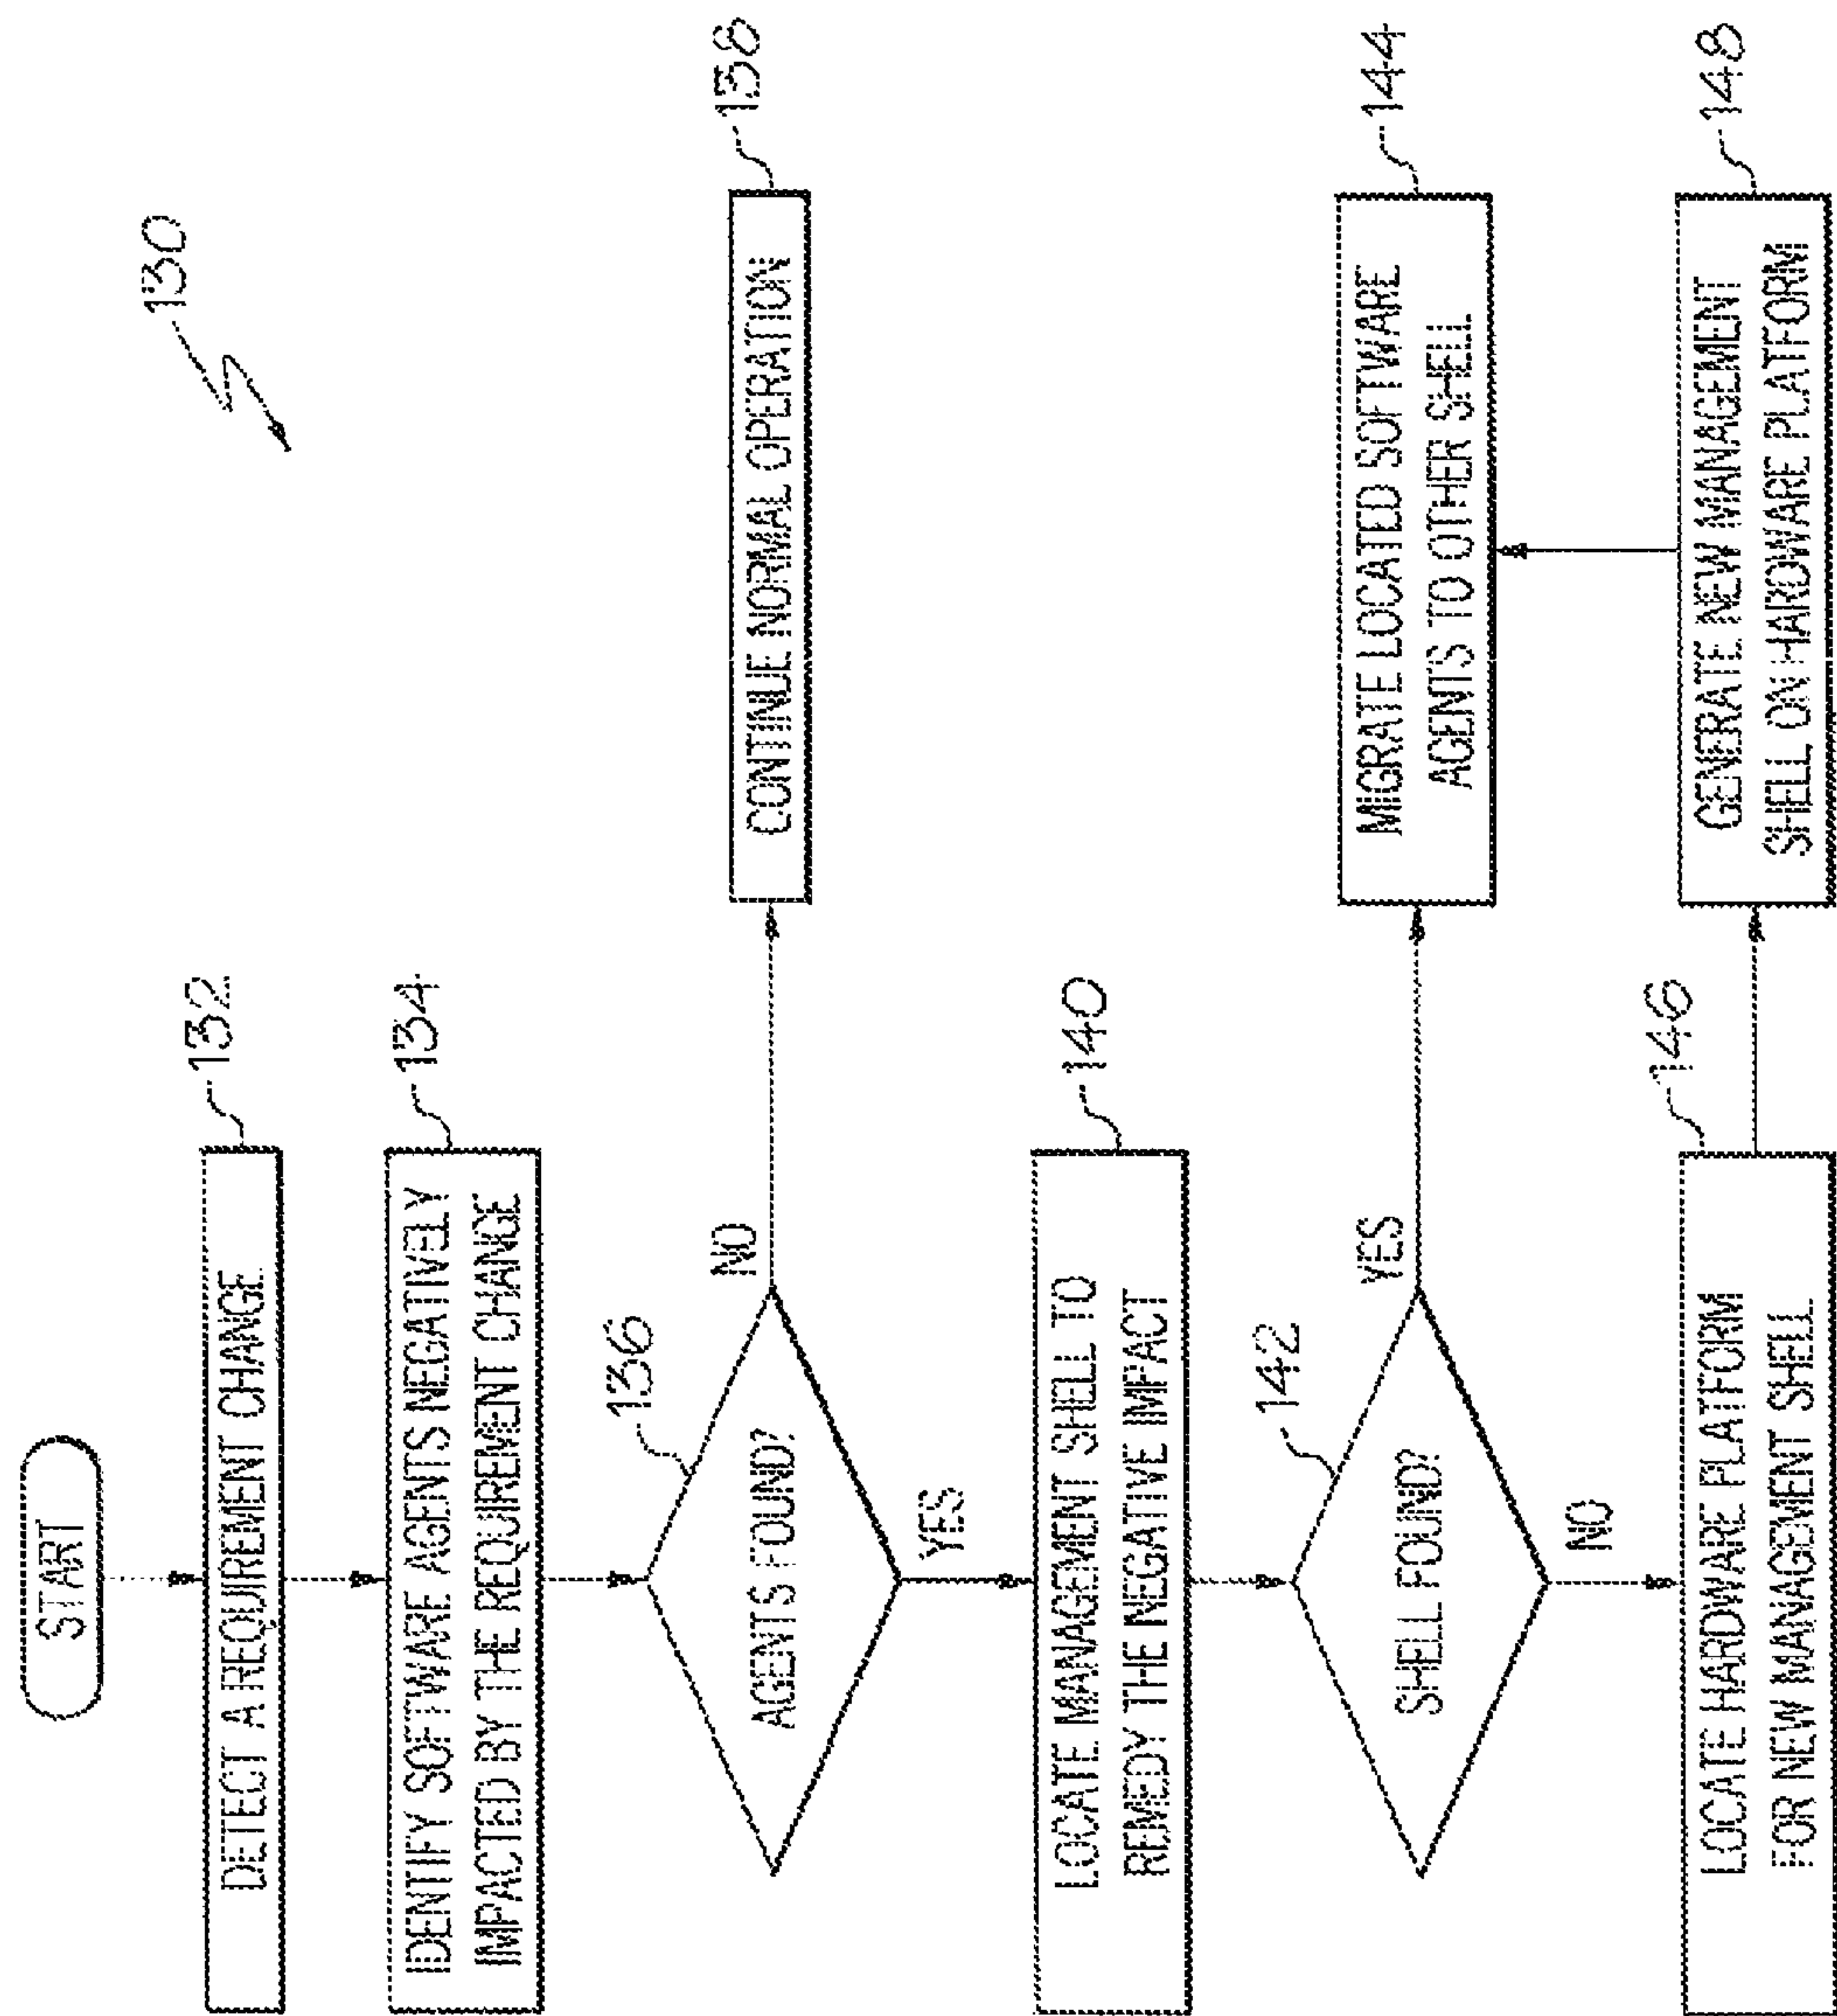 130
START
DETECT A REQUIREMENT CHANGE
132
IDENTIFY SOFTWARE AGENTS NEGATIVELY
IMPACTED BY THE REQUIREMENT CHANGE
134
AGENTS FOUND?
136
NO
CONTINUE NORMAL OPERATION
138
YES
LOCATE MANAGEMENT SHELL TO
REMEDY THE NEGATIVE IMPACT
140
SHELL FOUND?
142
YES
MIGRATE LOCATED SOFTWARE
AGENTS TO OTHER SHELL
144
NO
LOCATE HARDWARE PLATFORM
FOR NEW MANAGEMENT SHELL
146
GENERATE NEW MANAGEMENT
SHELL ON HARDWARE PLATFORM
148